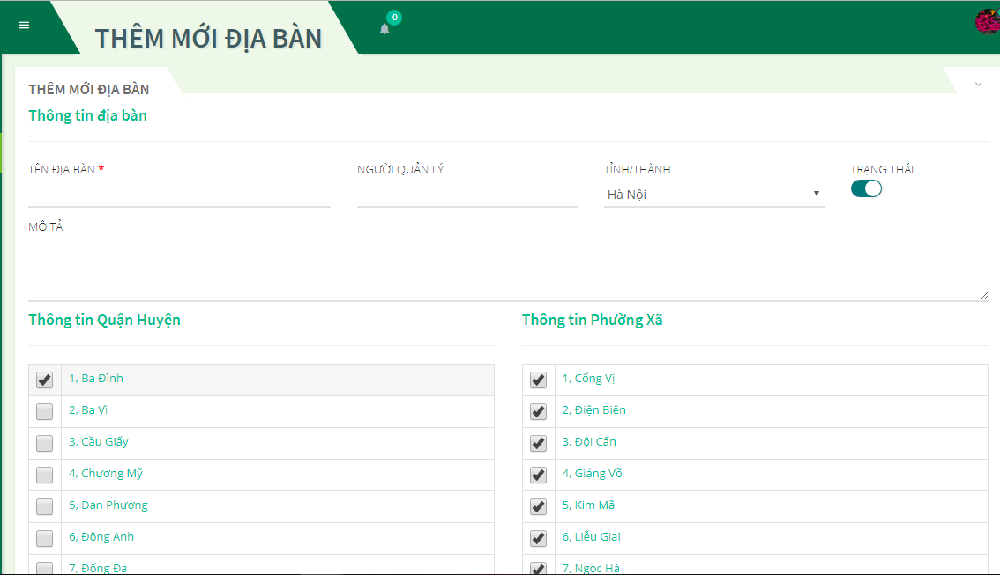 THÊM MỚI ĐỊA BÀN
0
THÊM MỚI ĐỊA BÀN
Thông tin địa bàn
TÊN ĐỊA BÀN *
NGƯỜI QUẢN LÝ
TỈNH/THÀNH
TRẠNG THÁI
Hà Nội
MÔ TẢ
Thông tin Quận Huyện
1, Ba Đình
2, Ba Vì
3, Cầu Giấy
4, Chương Mỹ
5, Đan Phượng
6, Đông Anh
7, Đống Đa
Thông tin Phường Xã
1, Cống Vị
2, Điện Biên
3, Đội Cấn
4, Giảng Võ
5, Kim Mã
6, Liễu Giai
7, Ngọc Hà